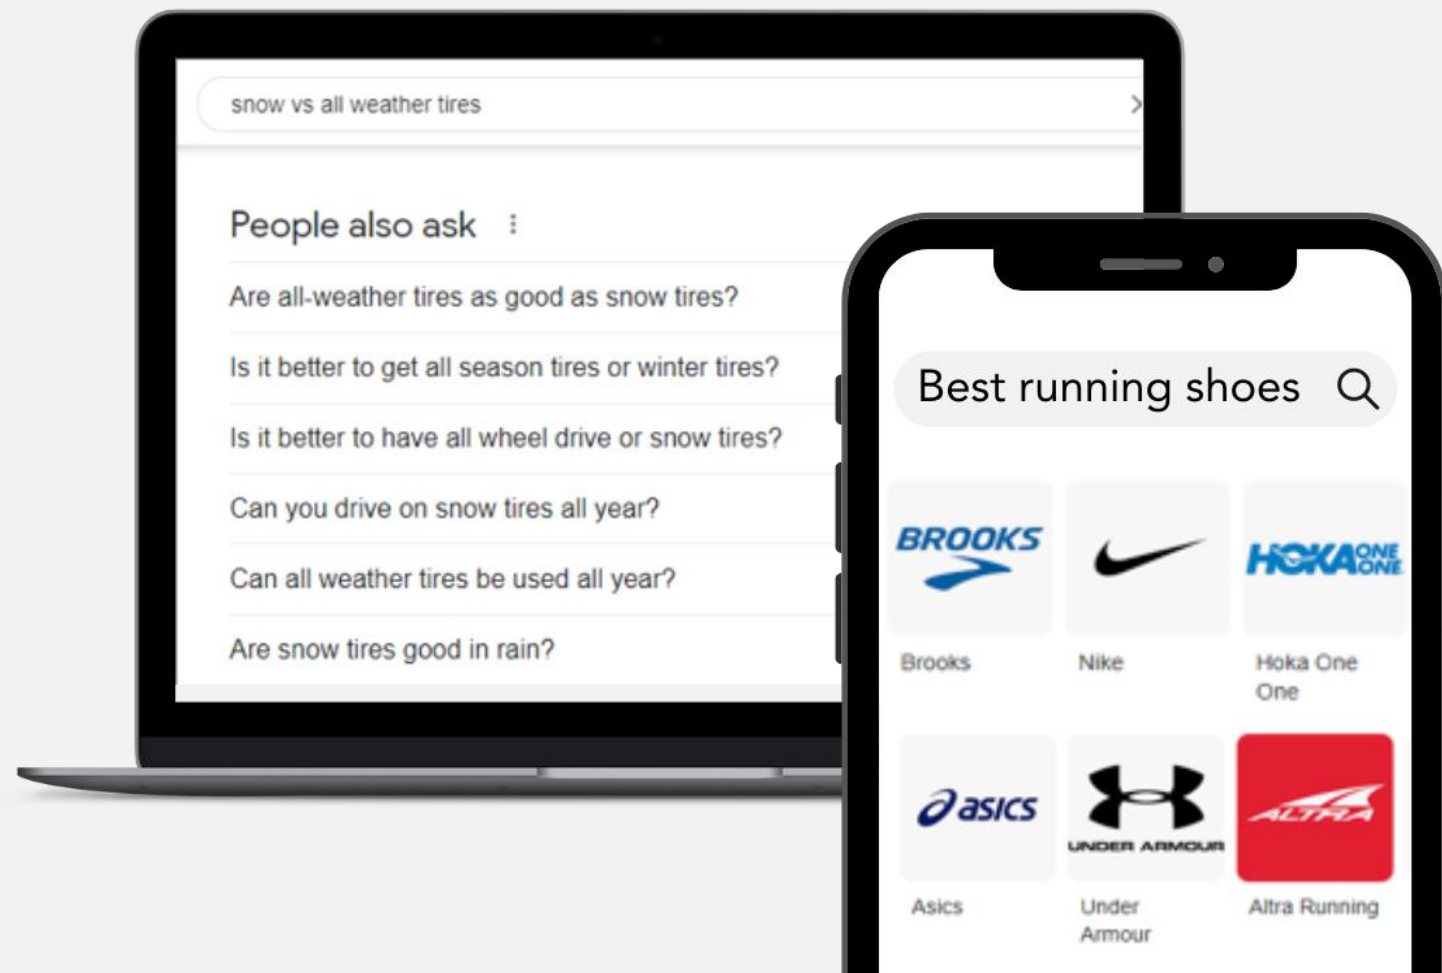 snow vs all weather tires
People also ask
Are all-weather tires as good as snow tires?
Is it better to get all season tires or winter tires?
Is it better to have all wheel drive or snow tires?
Can you drive on snow tires all year?
Can all weather tires be used all year?
Are snow tires good in rain?
Best running shoes
BROOKS
HOKA ONE ONE
Brooks
Nike
Hoka One
One
asics
UNDER ARMOUR
ALTRA
Asics
Under
Armour
Altra Running